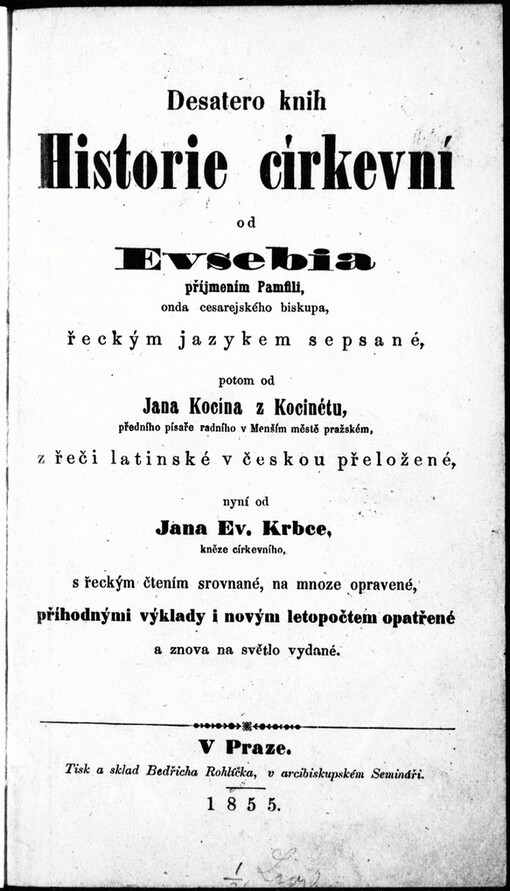 Desatero knih
Historie církevní
od
Evsebia
příjmením Pamfili,
onda cesarejského biskupa,
řeckým jazykem sepsané,
potom od
Jana Kocína z Kocinétu,
předního písaře radního v Menším městě pražském,
z řeči latinské v českou přeložené,
nyní od
Jana Ev. Krbce,
kněze církevního,
s řeckým čtením srovnané, na mnoze opravené,
příhodnými výklady i novým letopočtem opatřené
a znova na světlo vydané.
V Praze.
Tisk a sklad Bedřicha Rohlíčka, v arcibiskupském Semináři.
1855.